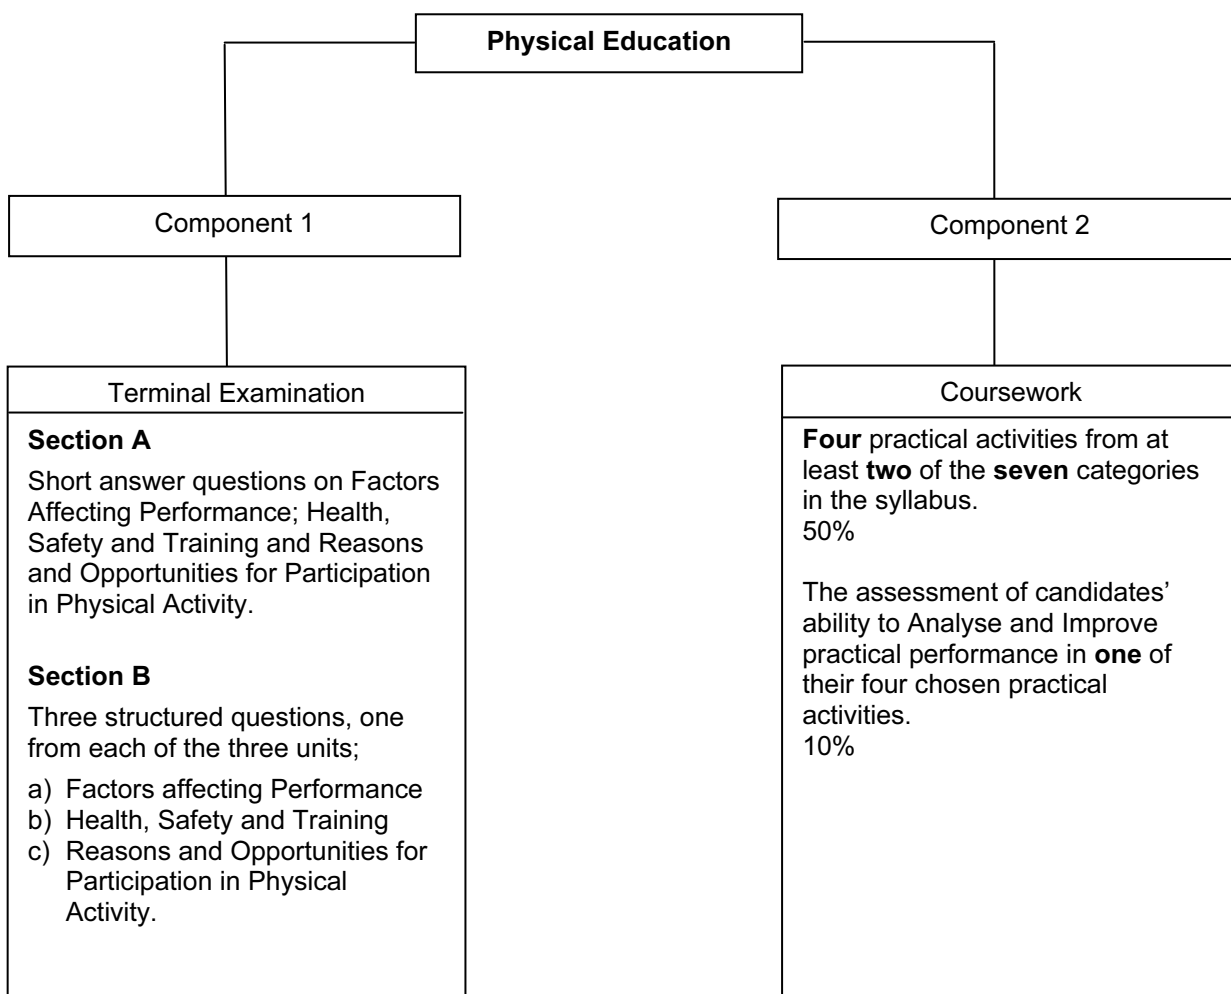 Physical Education
Component 1
Component 2
Terminal Examination
Section A
Short answer questions on Factors
Affecting Performance; Health,
Safety and Training and Reasons
and Opportunities for Participation
in Physical Activity.
Section B
Three structured questions, one
from each of the three units;
a) Factors affecting Performance
b) Health, Safety and Training
c) Reasons and Opportunities for
Participation in Physical
Activity.
Coursework
Four practical activities from at
least two of the seven categories
in the syllabus.
50%
The assessment of candidates’
ability to Analyse and Improve
practical performance in one of
their four chosen practical
activities.
10%